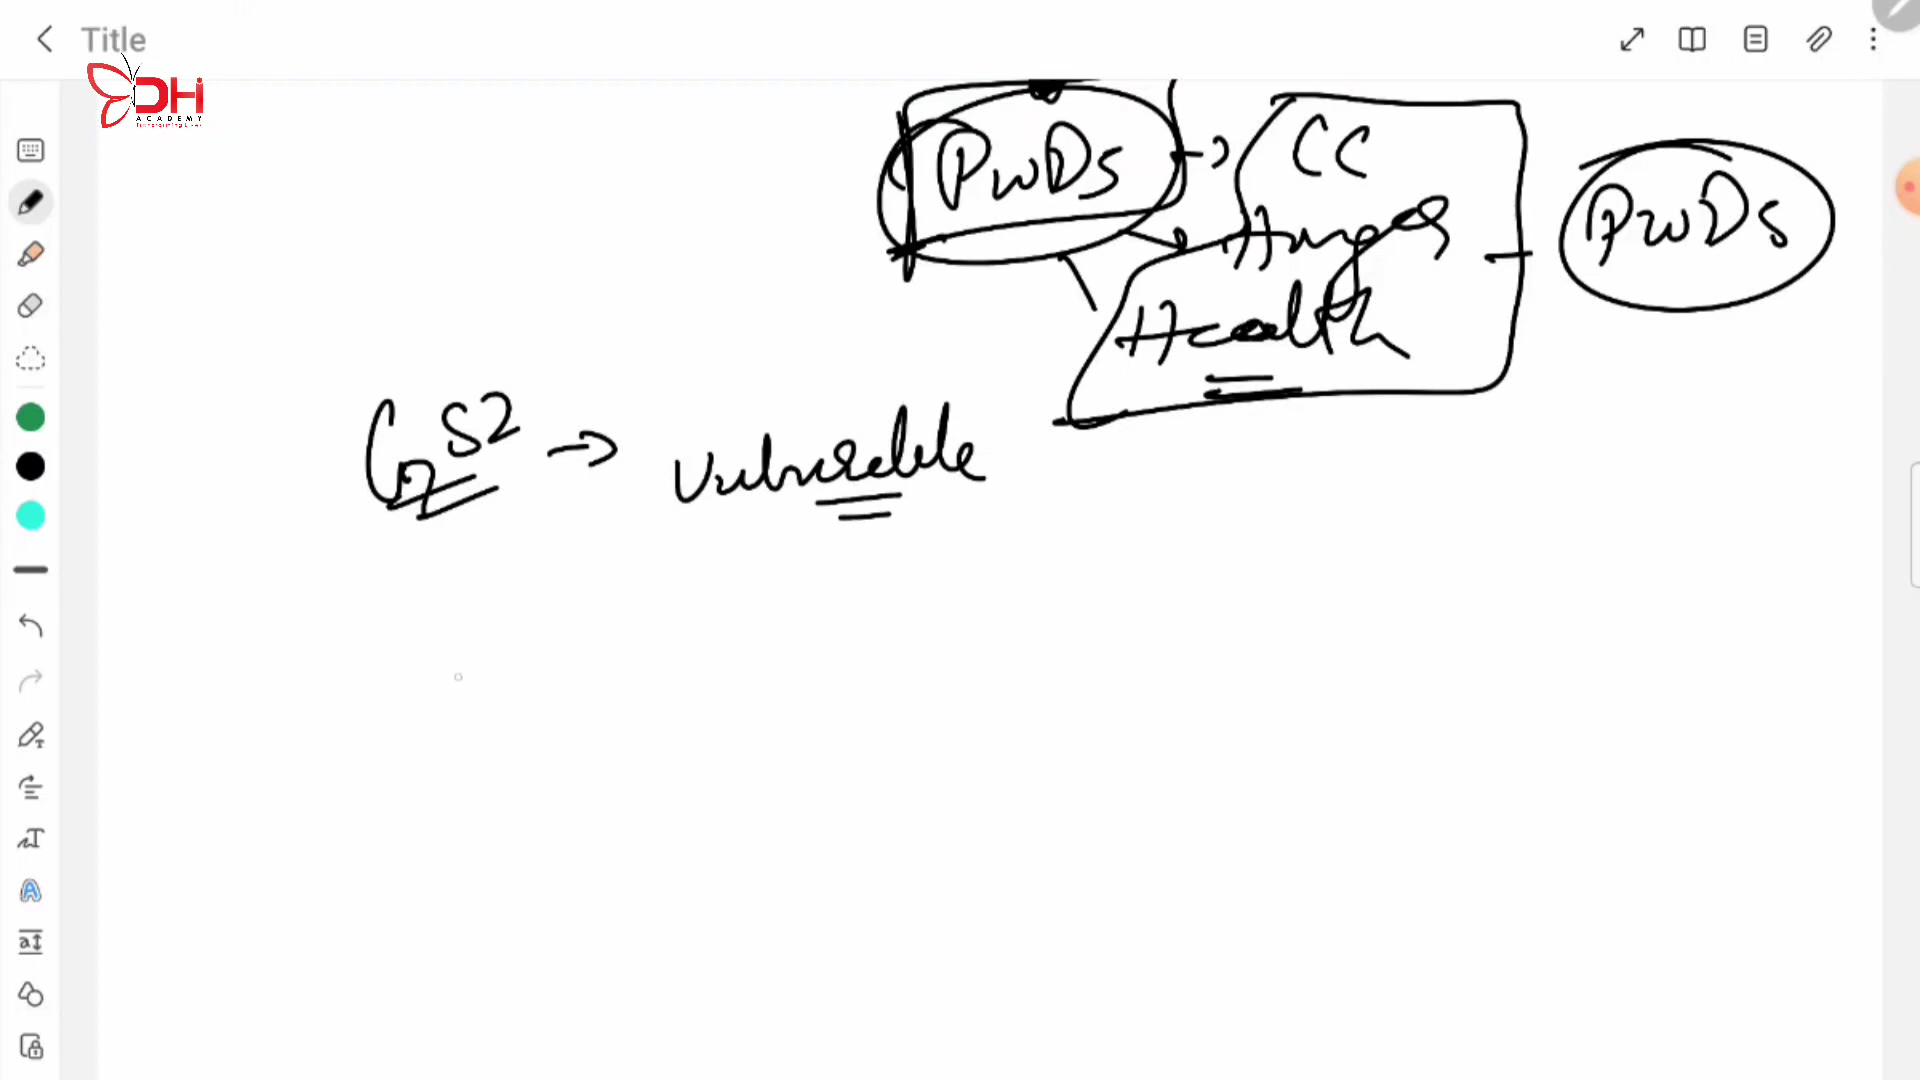 Title
DHi
ACADEMY
PwDs → CC
Hunger
Health
PwDs
GS2 → Vulnerable